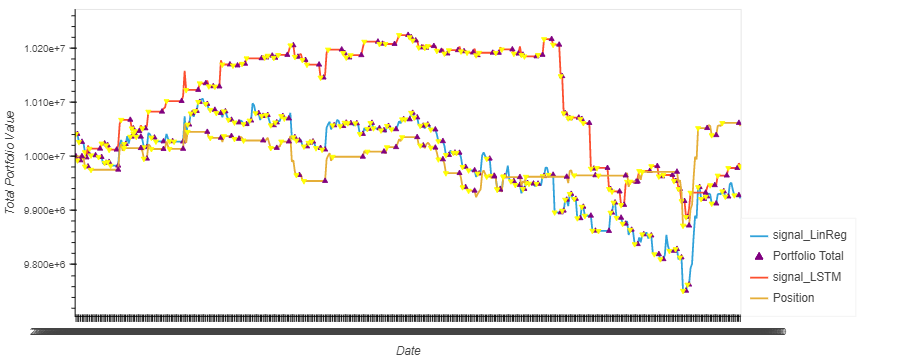 1.020e+7
1.010e+7
1.000e+7
9.900e+6
9.800e+6
Total Portfolio Value
Date
signal_LinReg
Portfolio Total
signal_LSTM
Position